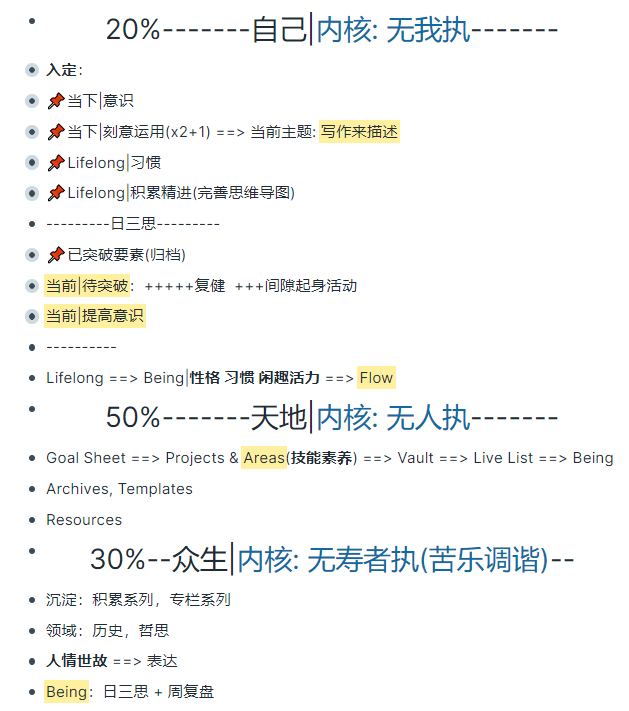 20%-------自己|内核: 无我执-------
入定：
📌当下|意识
📌当下|刻意运用(x2+1) ==> 当前主题: 写作来描述
📌Lifelong|习惯
📌Lifelong|积累精进(完善思维导图)
---------日三思---------
📌已突破要素(归档)
当前|待突破：+++++复健 +++间隙起身活动
当前|提高意识
----------
Lifelong ==> Being|性格 习惯 闲趣活力 ==> Flow
50%-------天地|内核: 无人执-------
Goal Sheet ==> Projects & Areas(技能素养) ==> Vault ==> Live List ==> Being
Archives, Templates
Resources
30%--众生|内核: 无寿者执(苦乐调谐)--
沉淀：积累系列，专栏系列
领域：历史，哲思
人情世故 ==> 表达
Being：日三思 + 周复盘